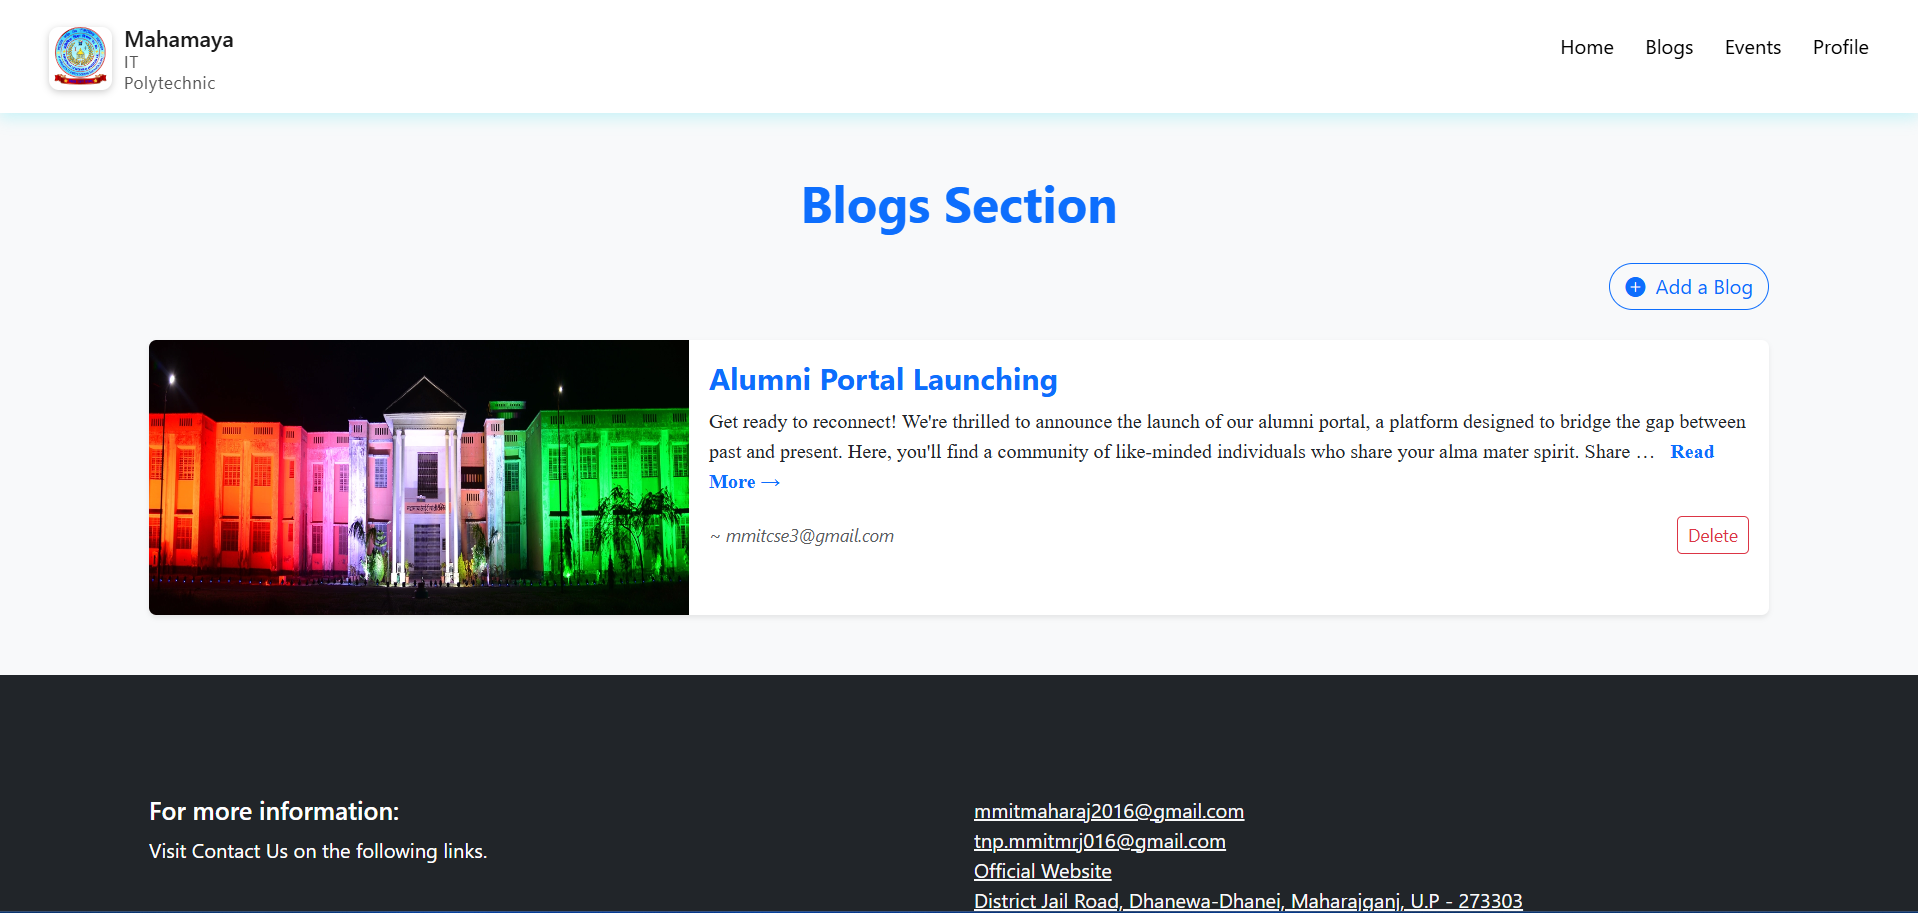 Mahamaya
IT
Polytechnic
Home Blogs Events Profile
Blogs Section
Add a Blog
Alumni Portal Launching
Get ready to reconnect! We're thrilled to announce the launch of our alumni portal, a platform designed to bridge the gap between
past and present. Here, you'll find a community of like-minded individuals who share your alma mater spirit. Share … Read
More →
~ mmitcse3@gmail.com
Delete
For more information:
Visit Contact Us on the following links.
mmitmaharaj2016@gmail.com
tnp.mmitmrj016@gmail.com
Official Website
District Jail Road, Dhanewa-Dhanei, Maharajganj, U.P - 273303